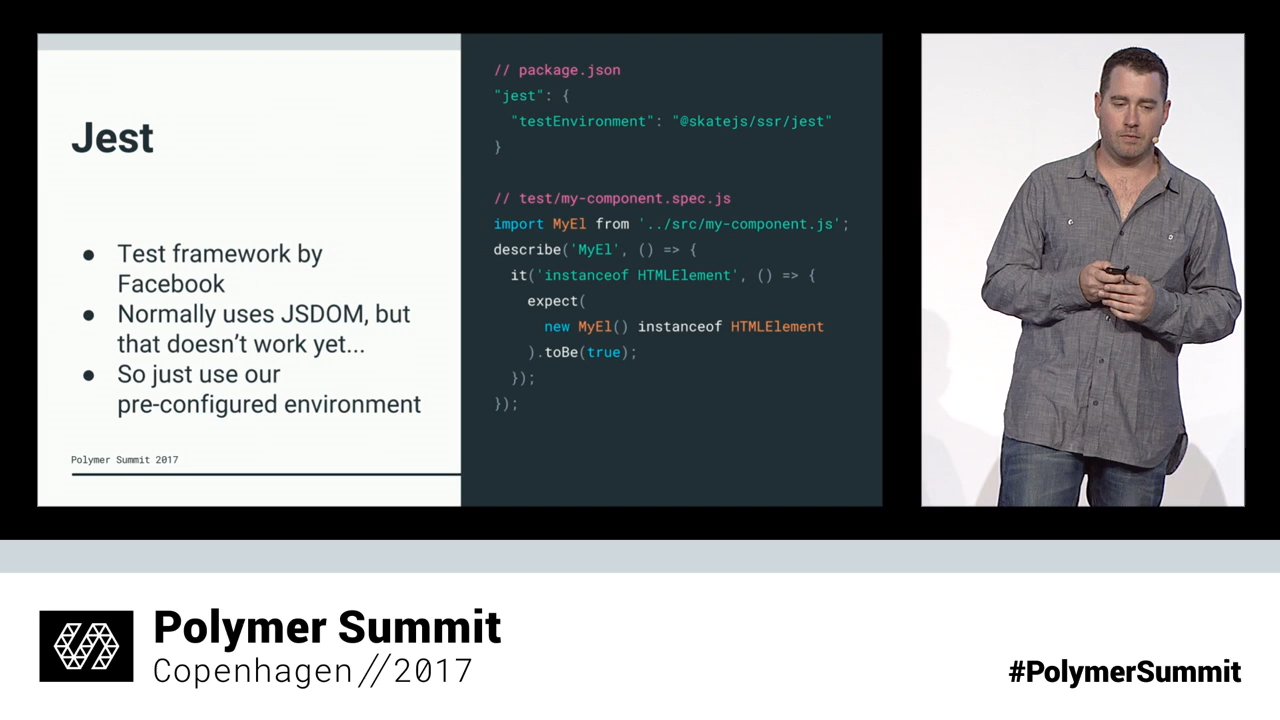 Jest
● Test framework by
Facebook
● Normally uses JSDOM, but
that doesn’t work yet...
● So just use our
pre-configured environment
Polymer Summit 2017
// package.json
"jest": {
"testEnvironment": "@skatejs/ssr/jest"
}
// test/my-component.spec.js
import MyEl from '../src/my-component.js';
describe('MyEl', () => {
it('instanceof HTMLElement', () => {
expect(
new MyEl() instanceof HTMLElement
).toBe(true);
});
});
Polymer Summit
Copenhagen//2017
#PolymerSummit